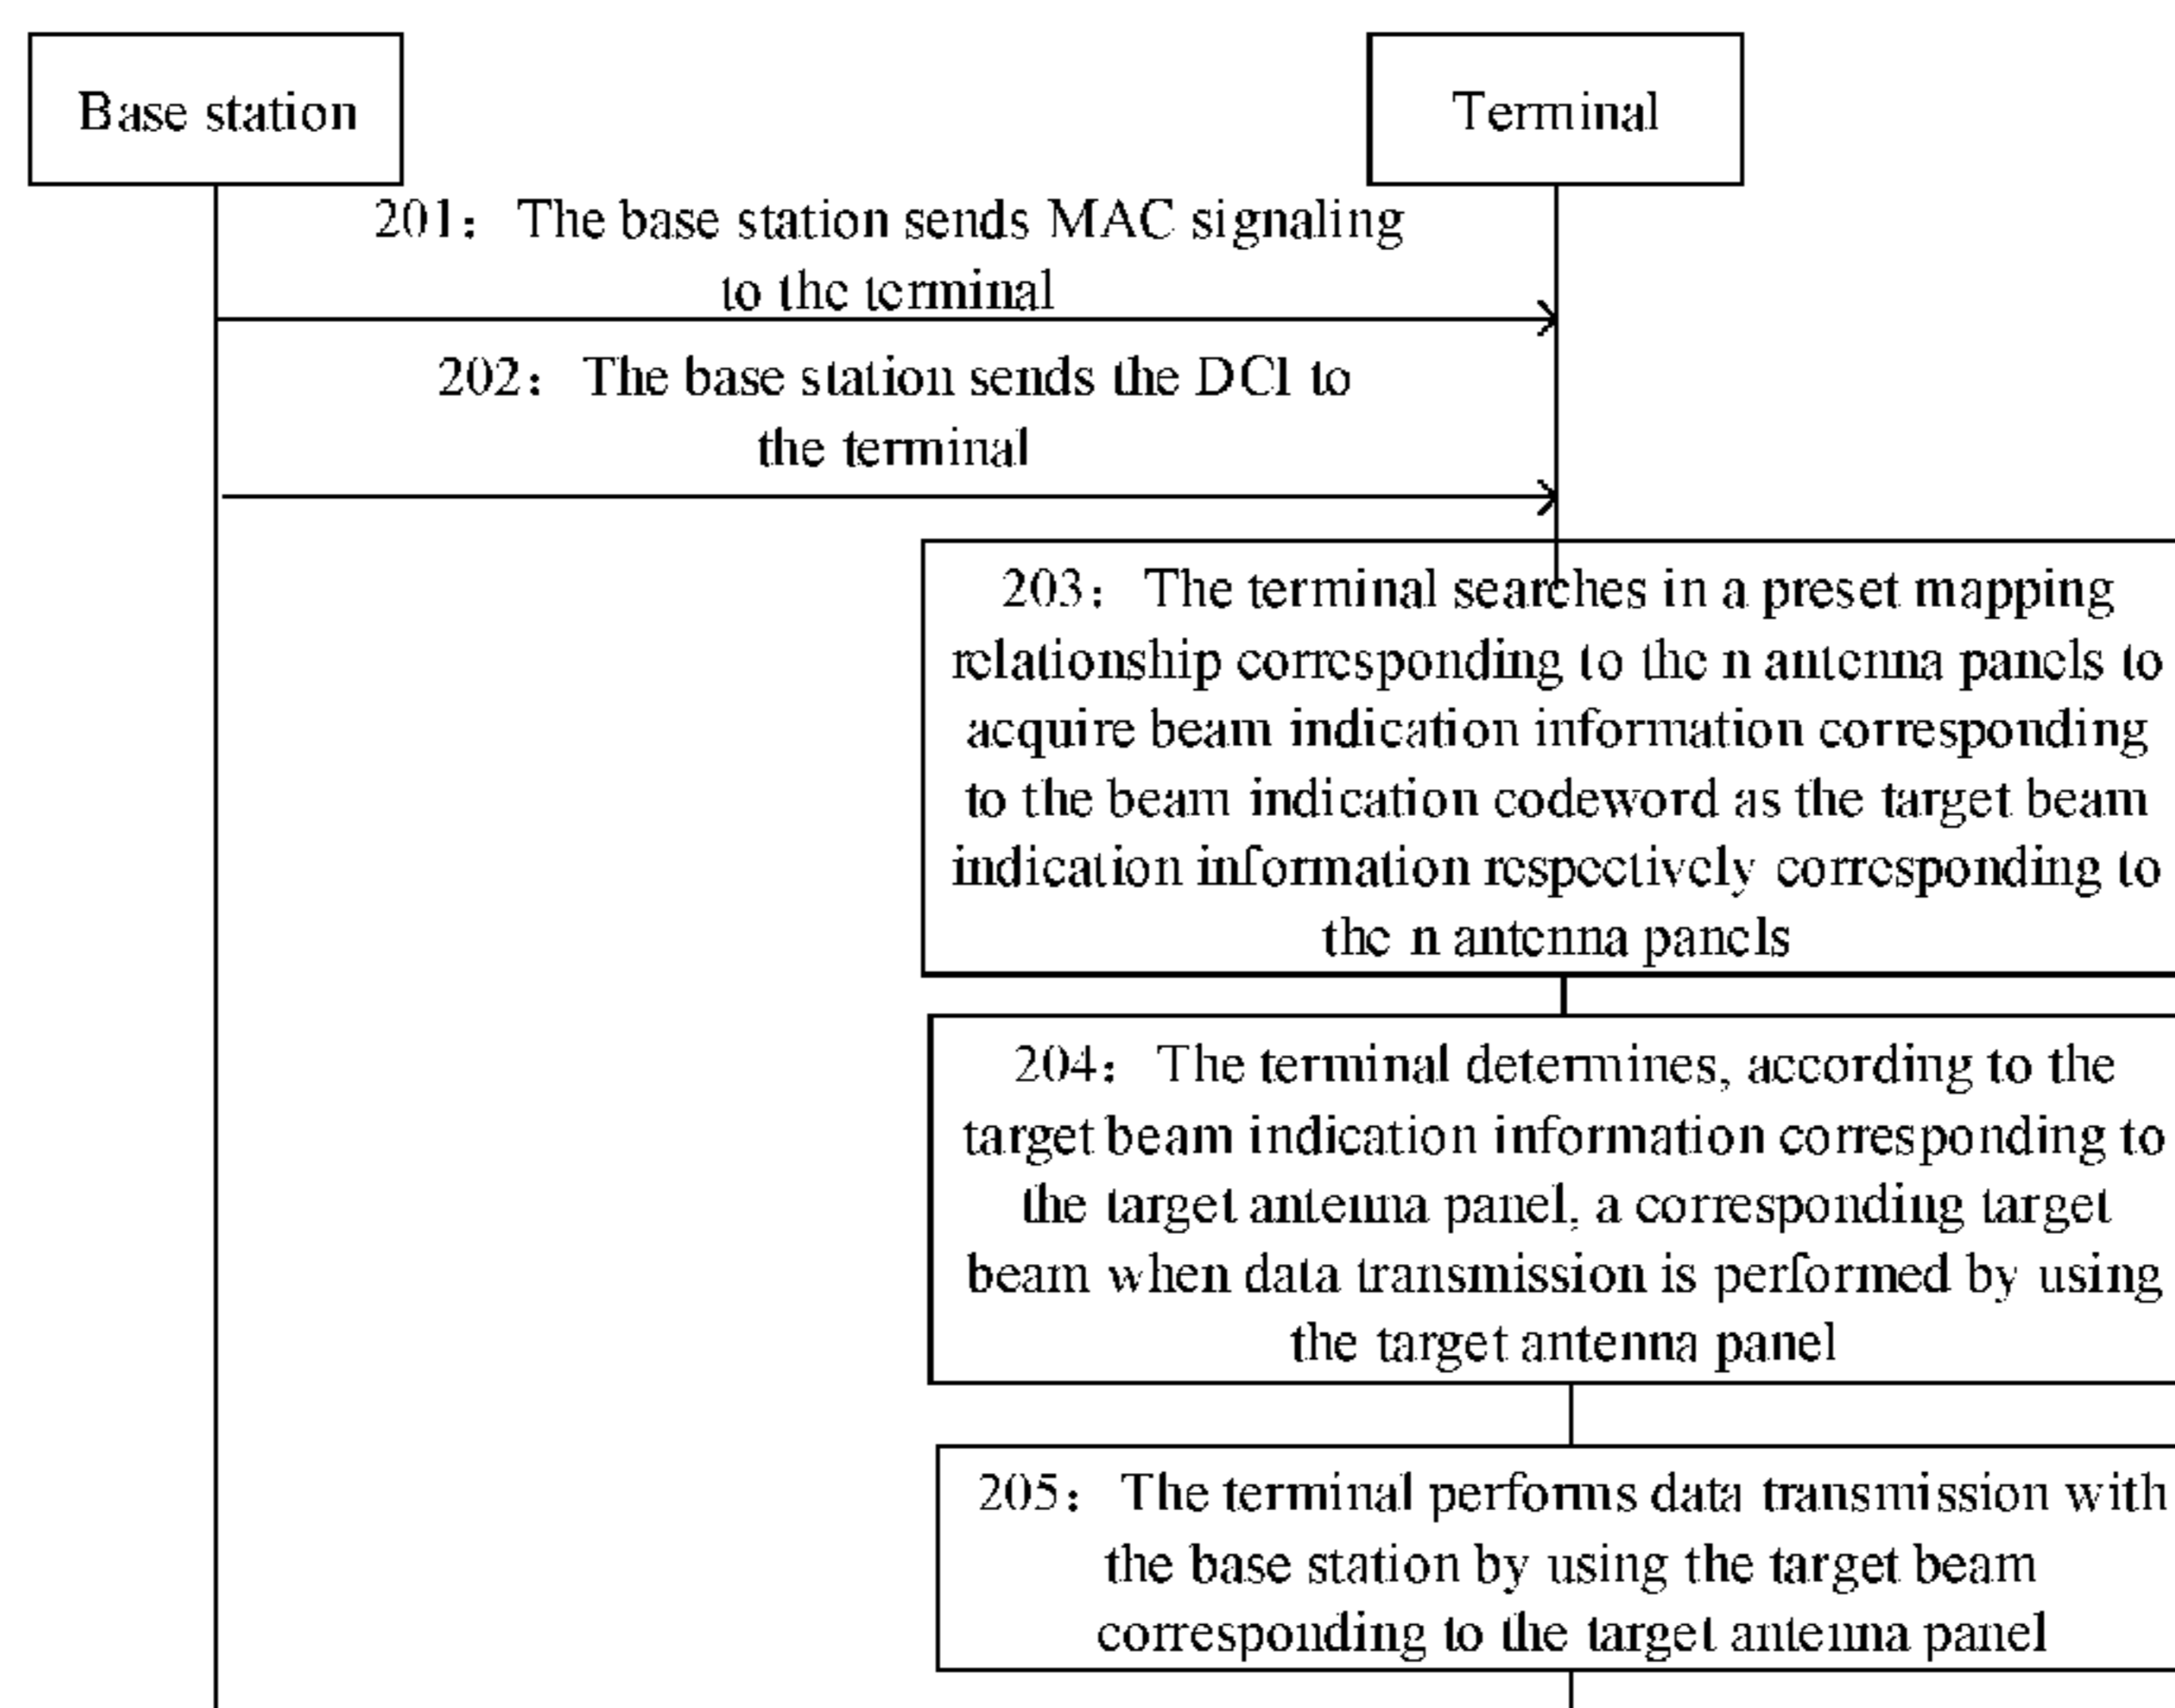 Base station
Terminal
201: The base station sends MAC signaling
to the terminal
202: The base station sends the DCI to
the terminal
203: The terminal searches in a preset mapping
relationship corresponding to the n antenna panels to
acquire beam indication information corresponding
to the beam indication codeword as the target beam
indication information respectively corresponding to
the n antenna panels
204: The terminal determines, according to the
target beam indication information corresponding to
the target antenna panel, a corresponding target
beam when data transmission is performed by using
the target antenna panel
205: The terminal performs data transmission with
the base station by using the target beam
corresponding to the target antenna panel